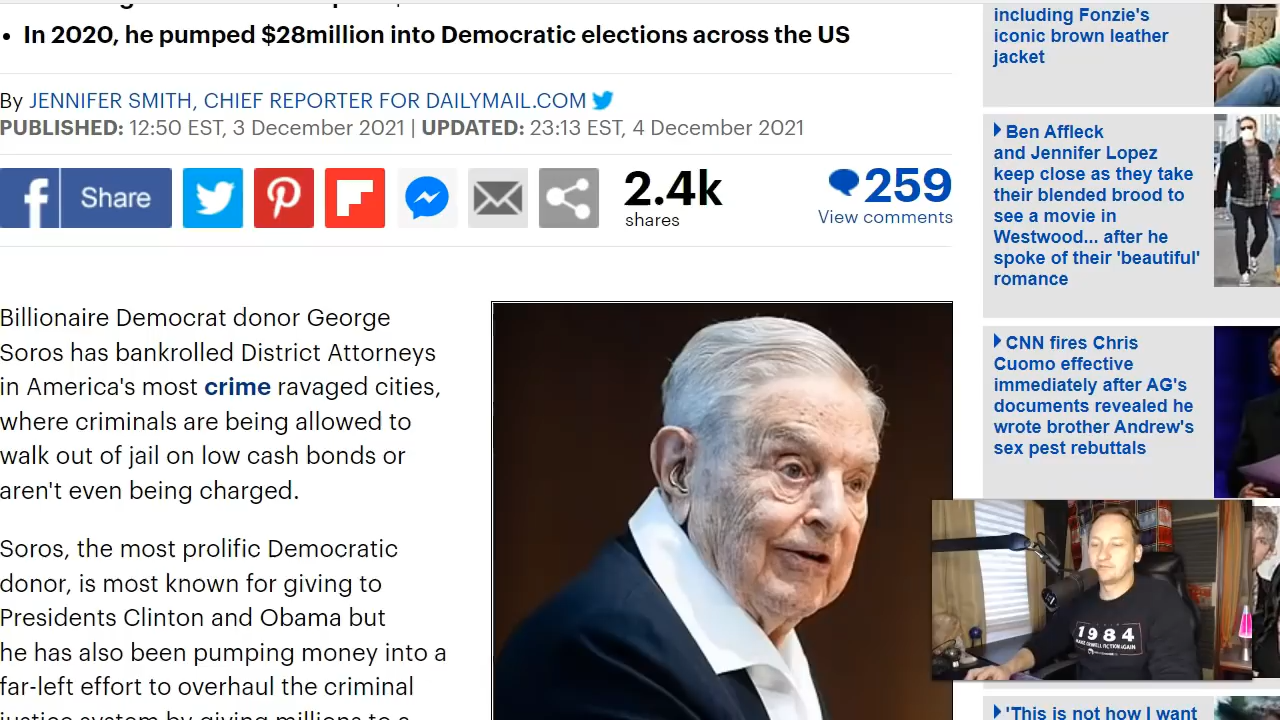 In 2020, he pumped $28million into Democratic elections across the US
By JENNIFER SMITH, CHIEF REPORTER FOR DAILYMAIL.COM
PUBLISHED: 12:50 EST, 3 December 2021 | UPDATED: 23:13 EST, 4 December 2021
Share
2.4k
shares
259
View comments
Billionaire Democrat donor George
Soros has bankrolled District Attorneys
in America's most crime ravaged cities,
where criminals are being allowed to
walk out of jail on low cash bonds or
aren't even being charged.
Soros, the most prolific Democratic
donor, is most known for giving to
Presidents Clinton and Obama but
he has also been pumping money into a
far-left effort to overhaul the criminal
justice system by giving millions to a
including Fonzie's
iconic brown leather
jacket
Ben Affleck
and Jennifer Lopez
keep close as they take
their blended brood to
see a movie in
Westwood... after he
spoke of their 'beautiful'
romance
CNN fires Chris
Cuomo effective
immediately after AG's
documents revealed he
wrote brother Andrew's
sex pest rebuttals
1984
MAKE ORWELL FICTION AGAIN
'This is not how I want